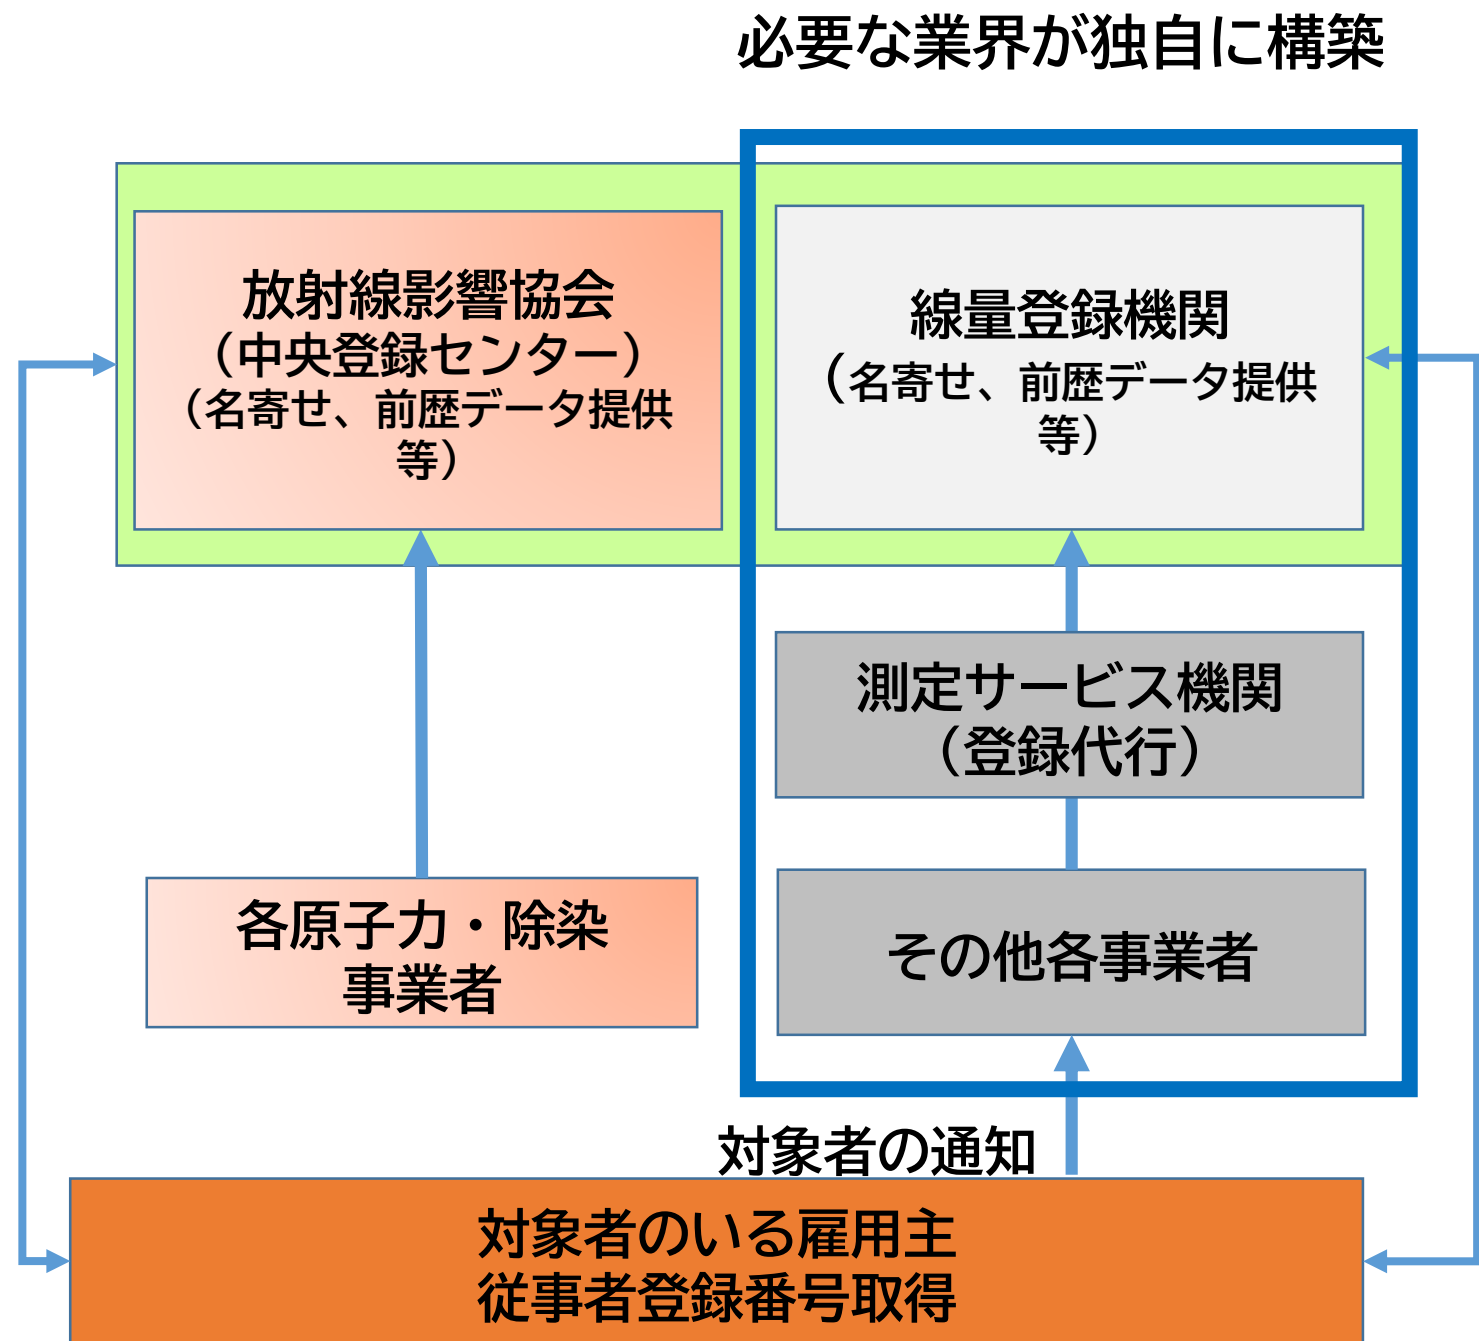 必要な業界が独自に構築
放射線影響協会
（中央登録センター）
（名寄せ、前歴データ提供
等）
線量登録機関
（名寄せ、前歴データ提供
等）
測定サービス機関
（登録代行）
各原子力・除染
事業者
その他各事業者
対象者の通知
対象者のいる雇用主
従事者登録番号取得